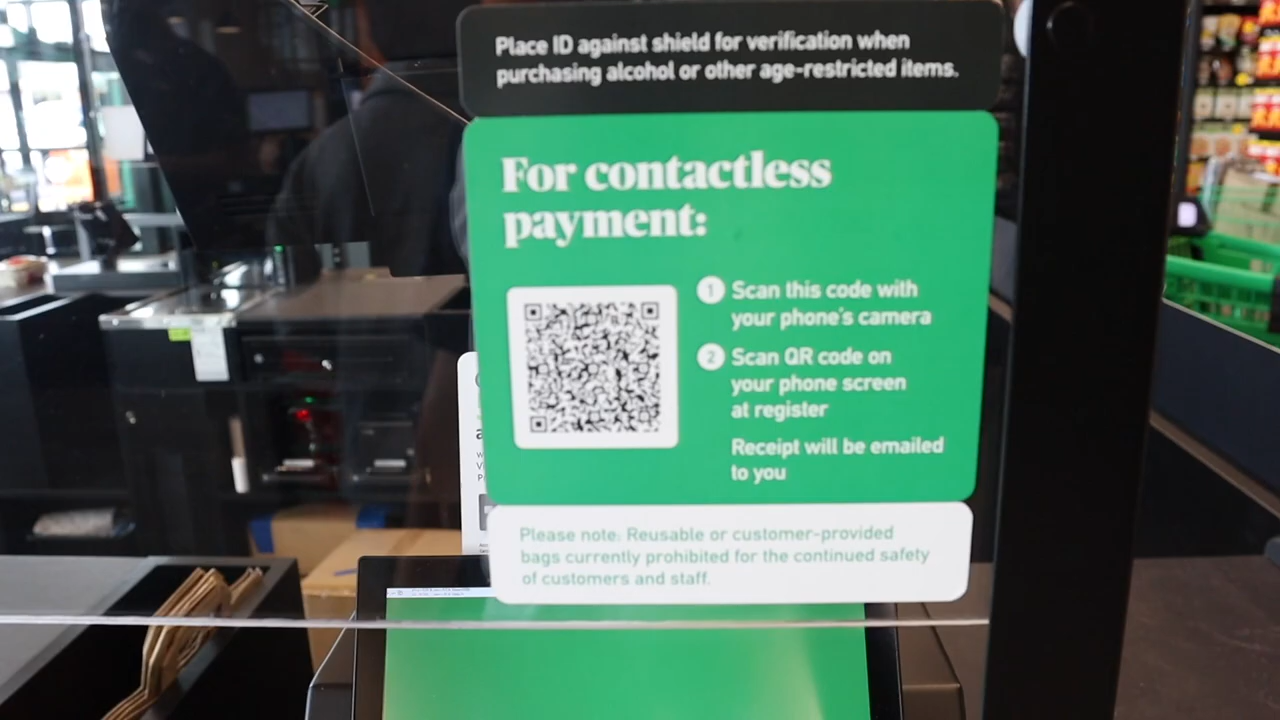 Place ID against shield for verification when
purchasing alcohol or other age-restricted items.
For contactless
payment:
1 Scan this code with
your phone's camera
2 Scan QR code on
your phone screen
at register
Receipt will be emailed
to you
Please note: Reusable or customer-provided
bags currently prohibited for the continued safety
of customers and staff.